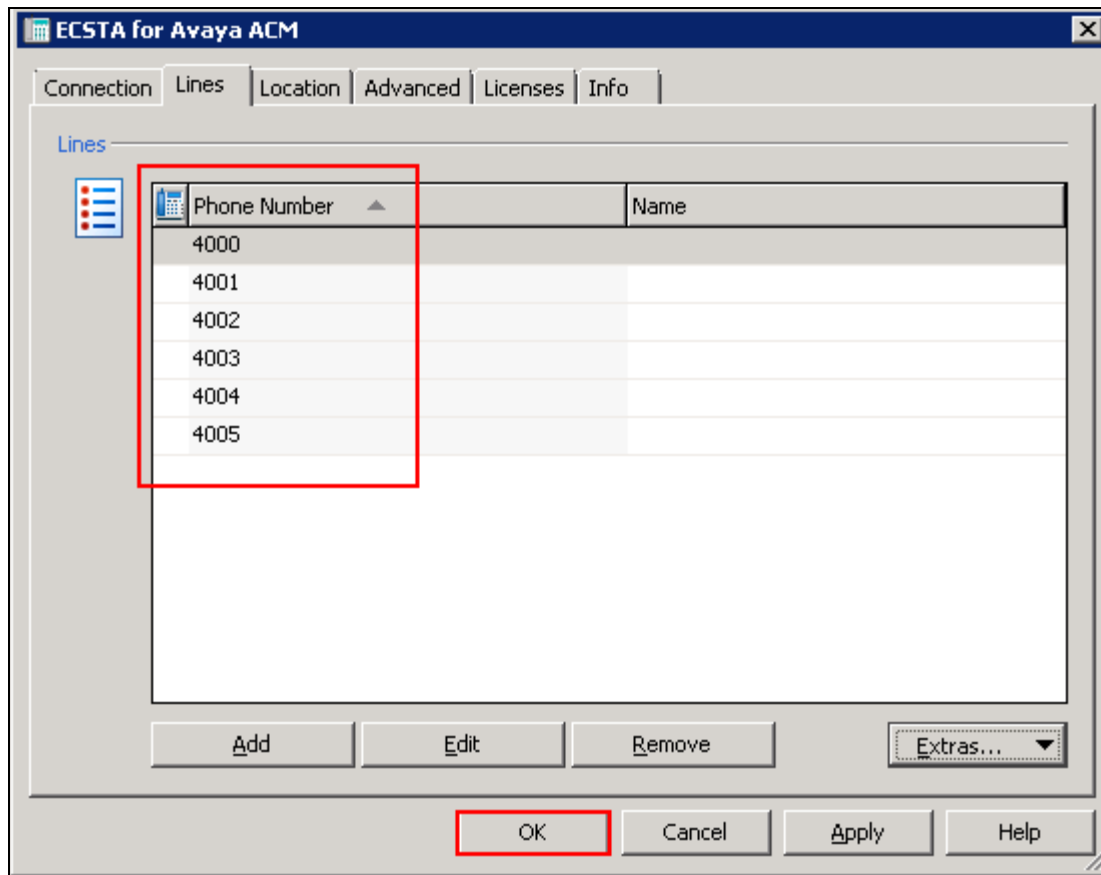 ECSTA for Avaya ACM
Connection Lines Location Advanced Licenses Info
Lines
Phone Number Name
4000
4001
4002
4003
4004
4005
Add Edit Remove Extras...
OK Cancel Apply Help